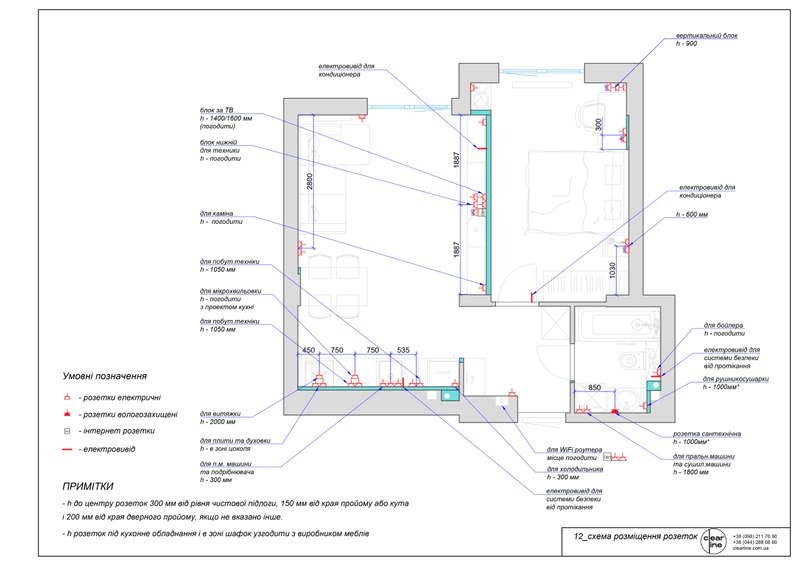 вертикальний блок
h - 900
електровивід для
кондиціонера
блок за ТВ
h - 1400/1600 мм
(погодити)
блок нижній
для техніки
h - погодити
для каміна
h - погодити
для побут.техніки
h - 1050 мм
для мікрохвильовки
h - погодити
з проектом кухні
для побут.техніки
h - 1050 мм
2800
1887
1887
300
1030
450
750
750
535
850
електровивід для
кондиціонера
h - 600 мм
для бойлера
h - погодити
електровивід для
системи безпеки
від протікання
для рушникосушарки
h - 1000мм*
розетка сантехнічна
h - 1000мм*
для пральн.машини
та сушил.машини
h - 1800 мм
для витяжки
h - 2000 мм
для плити та духовки
h - в зоні цоколя
для п.м. машини
та подрібнювача
h - 300 мм
для WiFi роутера
місце погодити
для холодильника
h - 300 мм
електровивід для
системи безпеки
від протікання
Умовні позначення
- розетки електричні
- розетки вологозахищені
- інтернет розетки
- електровивід
ПРИМІТКИ
- h до центру розеток 300 мм від рівня чистової підлоги, 150 мм від края пройому або кута
і 200 мм від края дверного пройому, якщо не вказано інше.
- h розеток під кухонне обладнання і в зоні шафок узгодити з виробником меблів
12_схема розміщення розеток
clear
line
+38 (098) 211 76 90
+38 (044) 288 08 60
clearline.com.ua